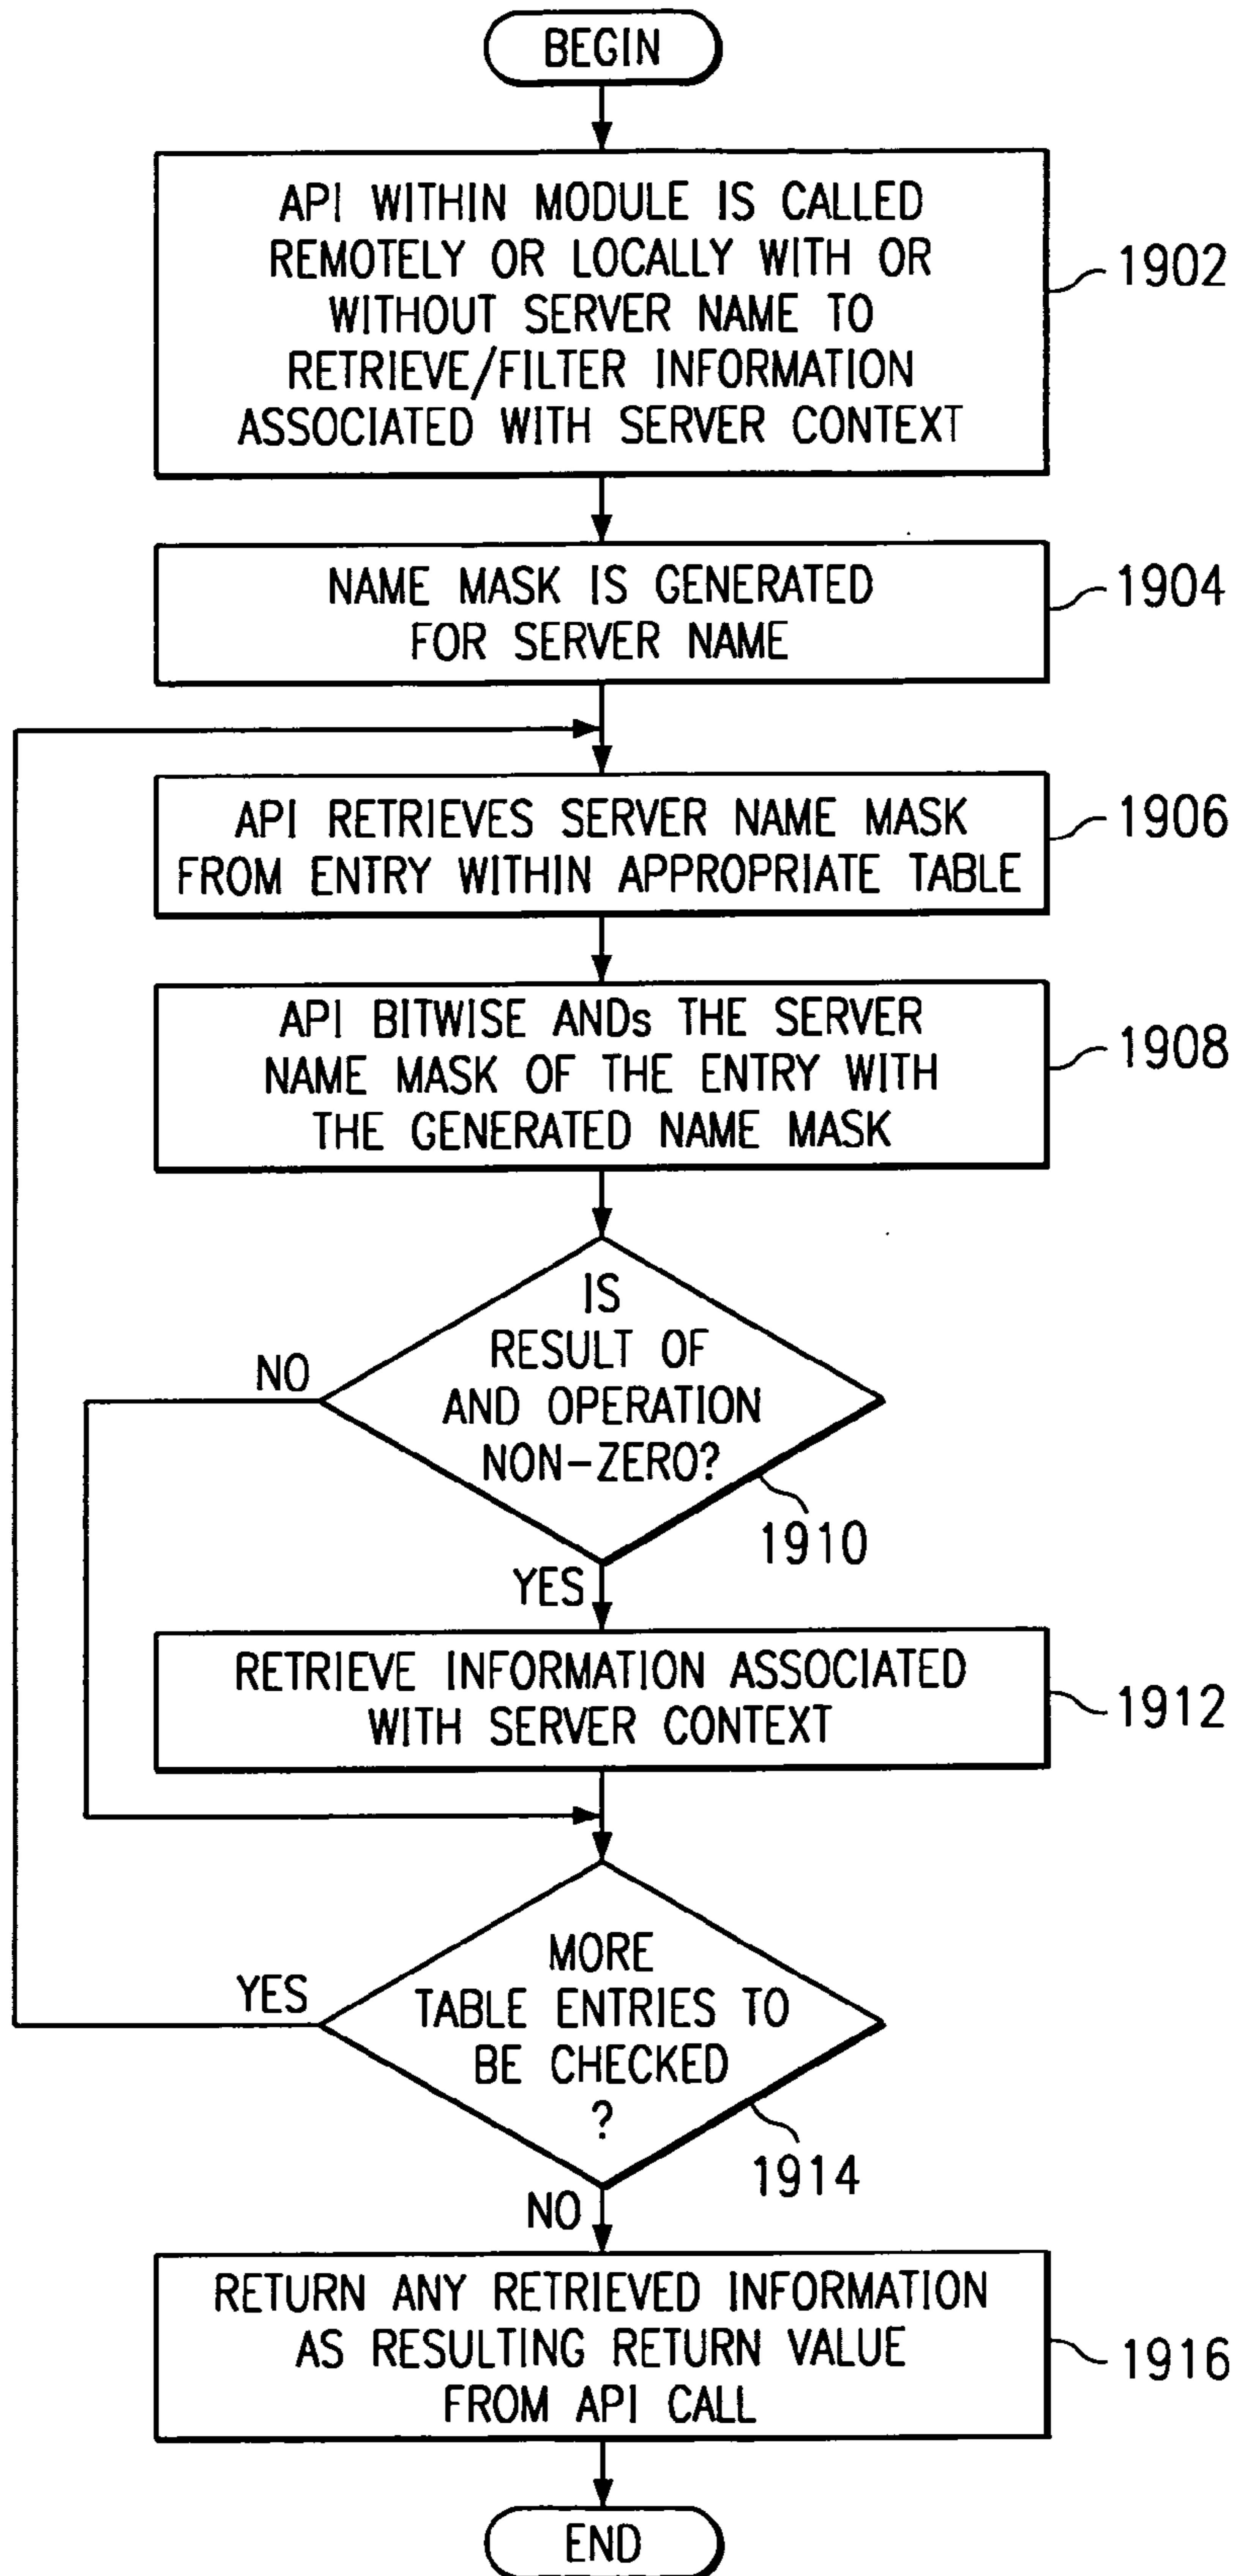 BEGIN
API WITHIN MODULE IS CALLED
REMOTELY OR LOCALLY WITH OR
WITHOUT SERVER NAME TO
RETRIEVE/FILTER INFORMATION
ASSOCIATED WITH SERVER CONTEXT
1902
NAME MASK IS GENERATED
FOR SERVER NAME
1904
API RETRIEVES SERVER NAME MASK
FROM ENTRY WITHIN APPROPRIATE TABLE
1906
API BITWISE ANDs THE SERVER
NAME MASK OF THE ENTRY WITH
THE GENERATED NAME MASK
1908
IS
RESULT OF
AND OPERATION
NON-ZERO?
NO
1910
YES
RETRIEVE INFORMATION ASSOCIATED
WITH SERVER CONTEXT
1912
MORE
TABLE ENTRIES TO
BE CHECKED
?
YES
1914
NO
RETURN ANY RETRIEVED INFORMATION
AS RESULTING RETURN VALUE
FROM API CALL
1916
END